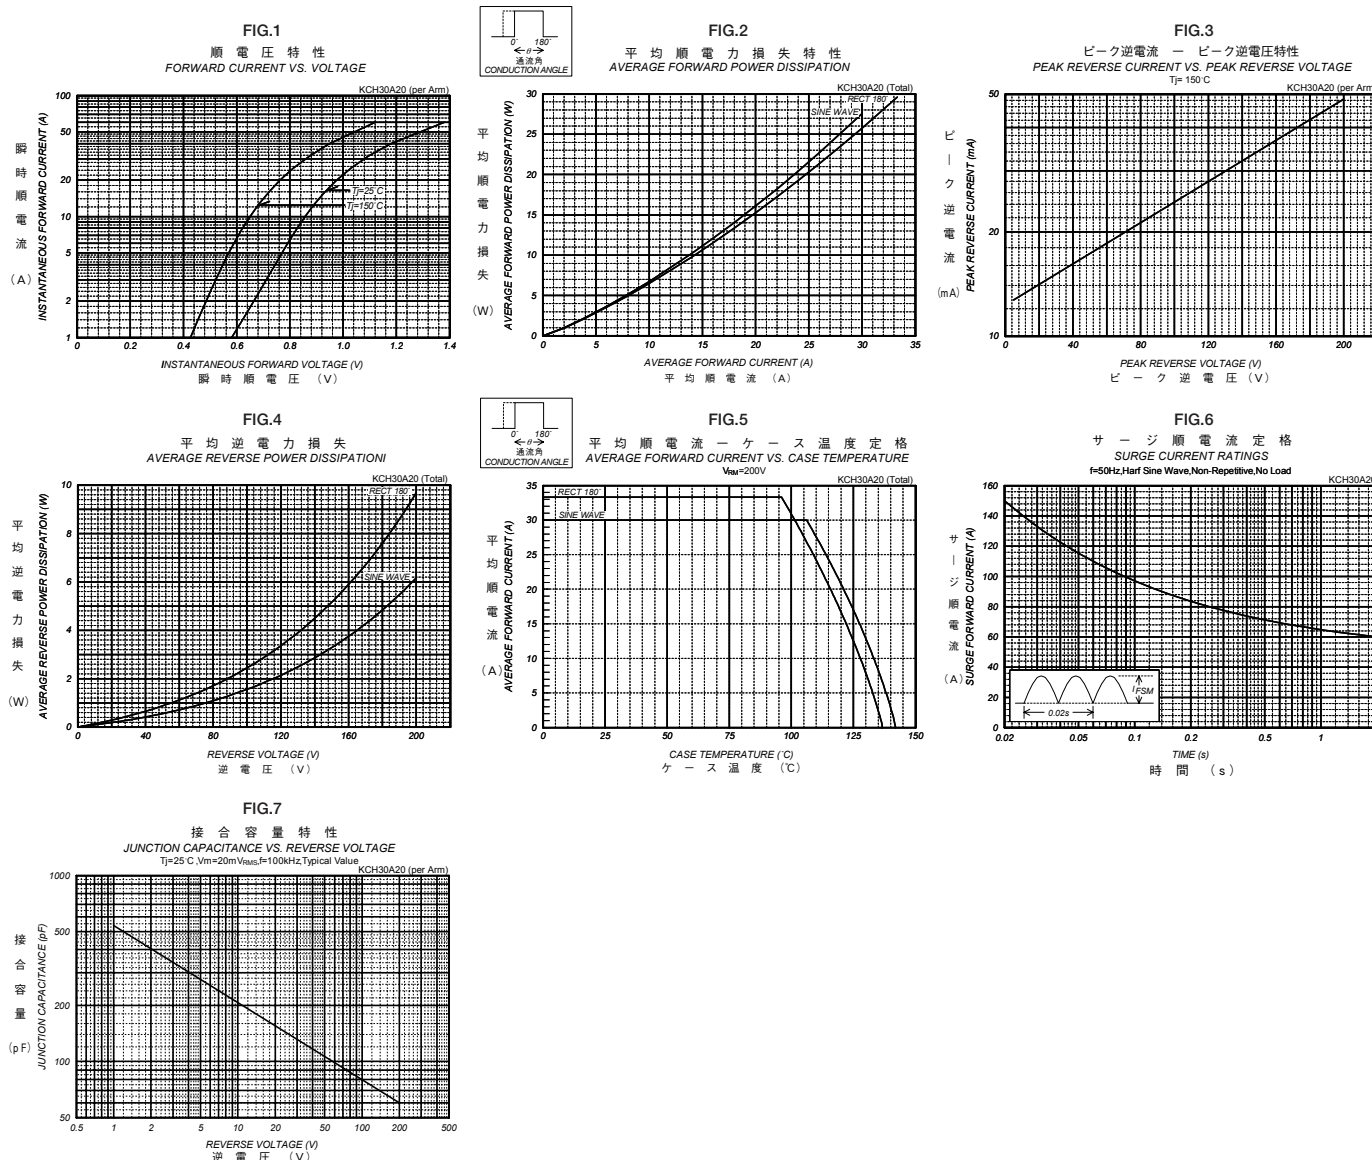 FIG.1
順電圧特性
FORWARD CURRENT VS. VOLTAGE
KCH30A20 (per Arm)
瞬時順電流 (A)
INSTANTANEOUS FORWARD CURRENT (A)
100
50
20
10
5
2
1
Tj=25°C
Tj=150°C
0 0.2 0.4 0.6 0.8 1.0 1.2 1.4
INSTANTANEOUS FORWARD VOLTAGE (V)
瞬時順電圧 (V)
0° 180°
θ
通流角
CONDUCTION ANGLE
FIG.2
平均順電力損失特性
AVERAGE FORWARD POWER DISSIPATION
KCH30A20 (Total)
平均順電力損失 (W)
AVERAGE FORWARD POWER DISSIPATION (W)
30
25
20
15
10
5
0
RECT 180°
SINE WAVE
0 5 10 15 20 25 30 35
AVERAGE FORWARD CURRENT (A)
平均順電流 (A)
FIG.3
ピーク逆電流 ー ピーク逆電圧特性
PEAK REVERSE CURRENT VS. PEAK REVERSE VOLTAGE
Tj= 150°C
KCH30A20 (per Arm
ピーク逆電流 (mA)
PEAK REVERSE CURRENT (mA)
50
20
10
0 40 80 120 160 200
PEAK REVERSE VOLTAGE (V)
ピーク逆電圧 (V)
FIG.4
平均逆電力損失
AVERAGE REVERSE POWER DISSIPATIONI
KCH30A20 (Total)
平均逆電力損失 (W)
AVERAGE REVERSE POWER DISSIPATION (W)
10
8
6
4
2
0
RECT 180°
SINE WAVE
0 40 80 120 160 200
REVERSE VOLTAGE (V)
逆電圧 (V)
0° 180°
θ
通流角
CONDUCTION ANGLE
FIG.5
平均順電流ーケース温度定格
AVERAGE FORWARD CURRENT VS. CASE TEMPERATURE
VRM=200V
KCH30A20 (Total)
平均順電流 (A)
AVERAGE FORWARD CURRENT (A)
35
30
25
20
15
10
5
0
RECT 180°
SINE WAVE
0 25 50 75 100 125 150
CASE TEMPERATURE (°C)
ケース温度 (℃)
FIG.6
サージ順電流定格
SURGE CURRENT RATINGS
f=50Hz,Harf Sine Wave,Non-Repetitive,No Load
KCH30A20
サージ順電流 (A)
SURGE FORWARD CURRENT (A)
160
140
120
100
80
60
40
20
0
IFSM
0.02s
0.02 0.05 0.1 0.2 0.5 1
TIME (s)
時間 (s)
FIG.7
接合容量特性
JUNCTION CAPACITANCE VS. REVERSE VOLTAGE
Tj=25°C,Vm=20mVRMS,f=100kHz,Typical Value
KCH30A20 (per Arm)
接合容量 (pF)
JUNCTION CAPACITANCE (pF)
1000
500
200
100
50
0.5 1 2 5 10 20 50 100 200 500
REVERSE VOLTAGE (V)
逆電圧 (V)